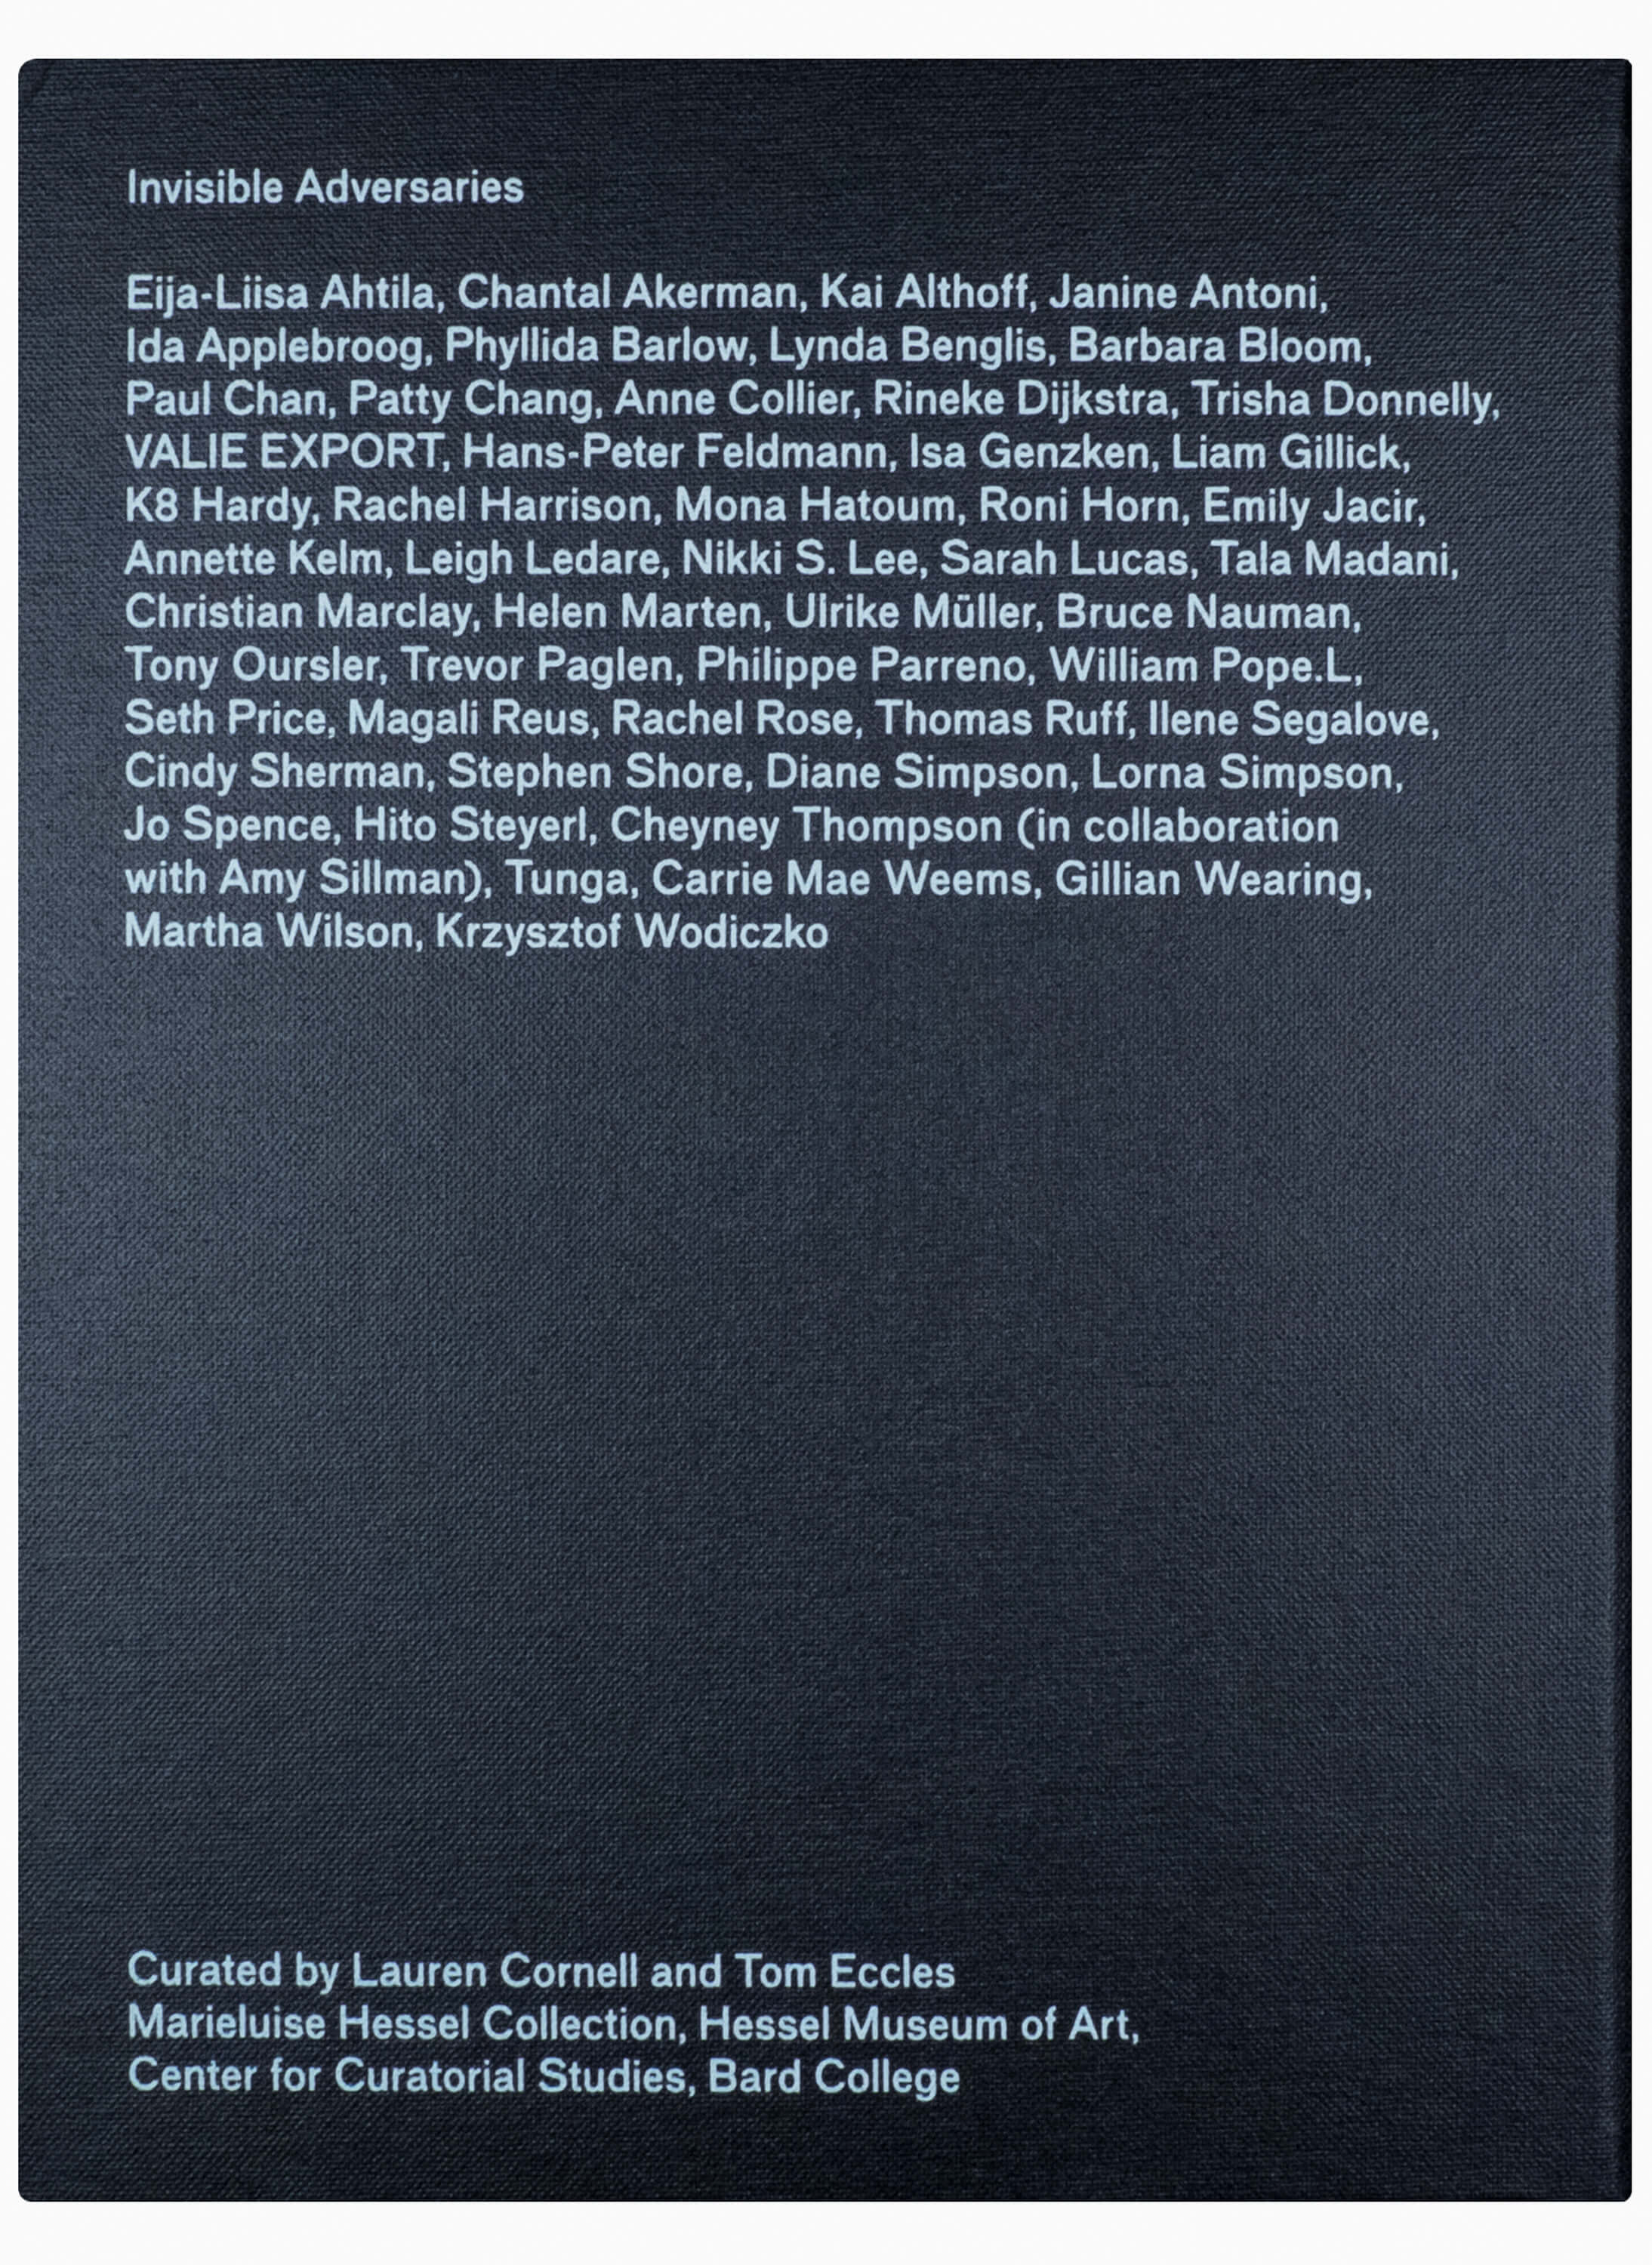 Invisible Adversaries
Eija-Liisa Ahtila, Chantal Akerman, Kai Althoff, Janine Antoni,
Ida Applebroog, Phyllida Barlow, Lynda Benglis, Barbara Bloom,
Paul Chan, Patty Chang, Anne Collier, Rineke Dijkstra, Trisha Donnelly,
VALIE EXPORT, Hans-Peter Feldmann, Isa Genzken, Liam Gillick,
K8 Hardy, Rachel Harrison, Mona Hatoum, Roni Horn, Emily Jacir,
Annette Kelm, Leigh Ledare, Nikki S. Lee, Sarah Lucas, Tala Madani,
Christian Marclay, Helen Marten, Ulrike Müller, Bruce Nauman,
Tony Oursler, Trevor Paglen, Philippe Parreno, William Pope.L,
Seth Price, Magali Reus, Rachel Rose, Thomas Ruff, Ilene Segalove,
Cindy Sherman, Stephen Shore, Diane Simpson, Lorna Simpson,
Jo Spence, Hito Steyerl, Cheyney Thompson (in collaboration
with Amy Sillman), Tunga, Carrie Mae Weems, Gillian Wearing,
Martha Wilson, Krzysztof Wodiczko
Curated by Lauren Cornell and Tom Eccles
Marieluise Hessel Collection, Hessel Museum of Art,
Center for Curatorial Studies, Bard College